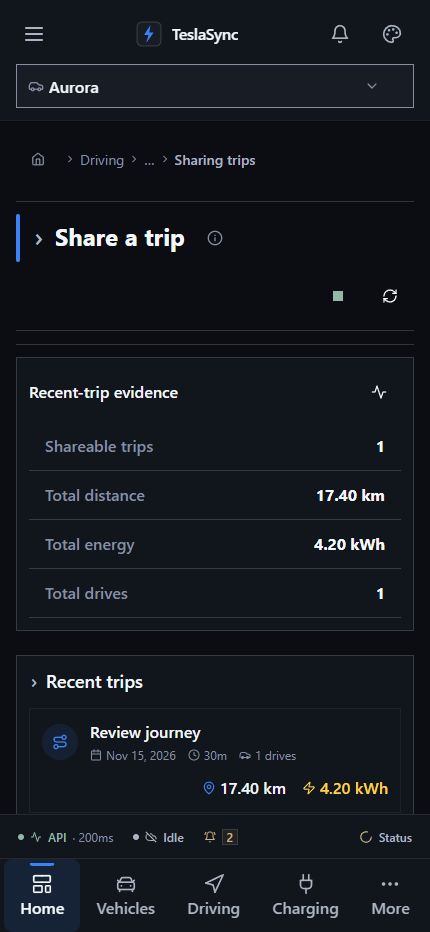 TeslaSync
Aurora
Driving ... Sharing trips
Share a trip
Recent-trip evidence
Shareable trips 1
Total distance 17.40 km
Total energy 4.20 kWh
Total drives 1
Recent trips
Review journey
Nov 15, 2026 30m 1 drives
17.40 km 4.20 kWh
API · 200ms Idle 2 Status
Home Vehicles Driving Charging More